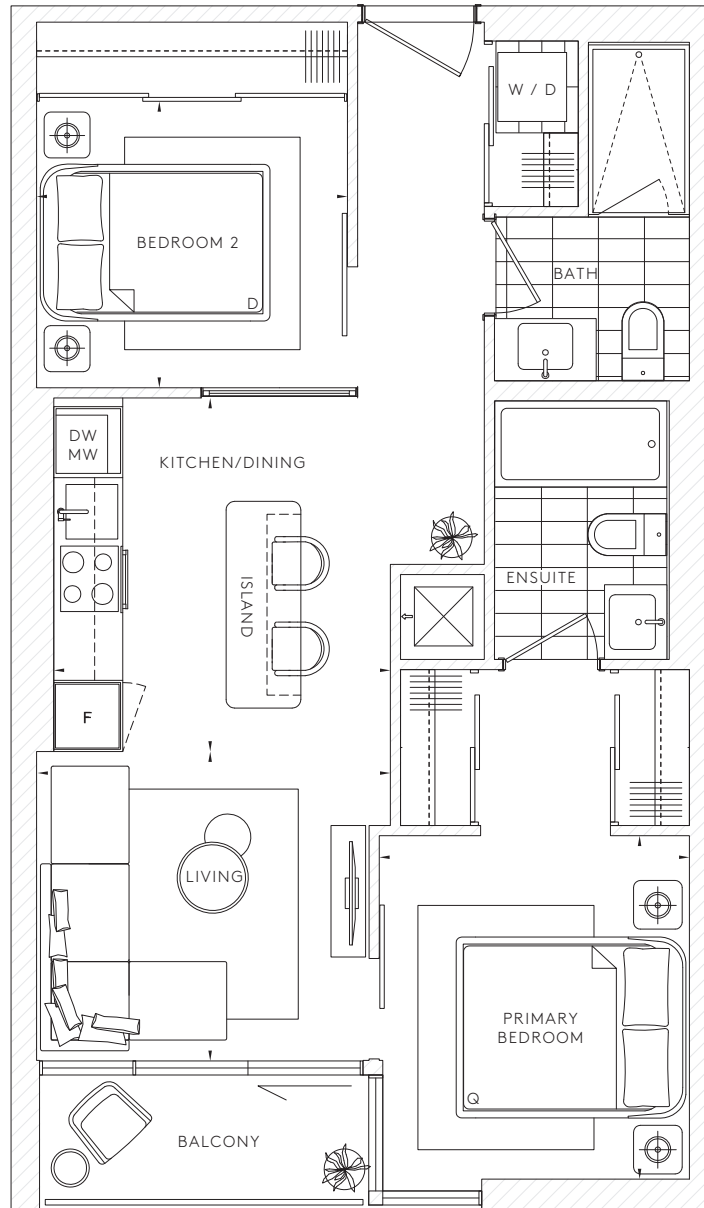 W / D
BEDROOM 2
D
BATH
DW
MW
KITCHEN/DINING
ISLAND
ENSUITE
F
LIVING
PRIMARY
BEDROOM
Q
BALCONY